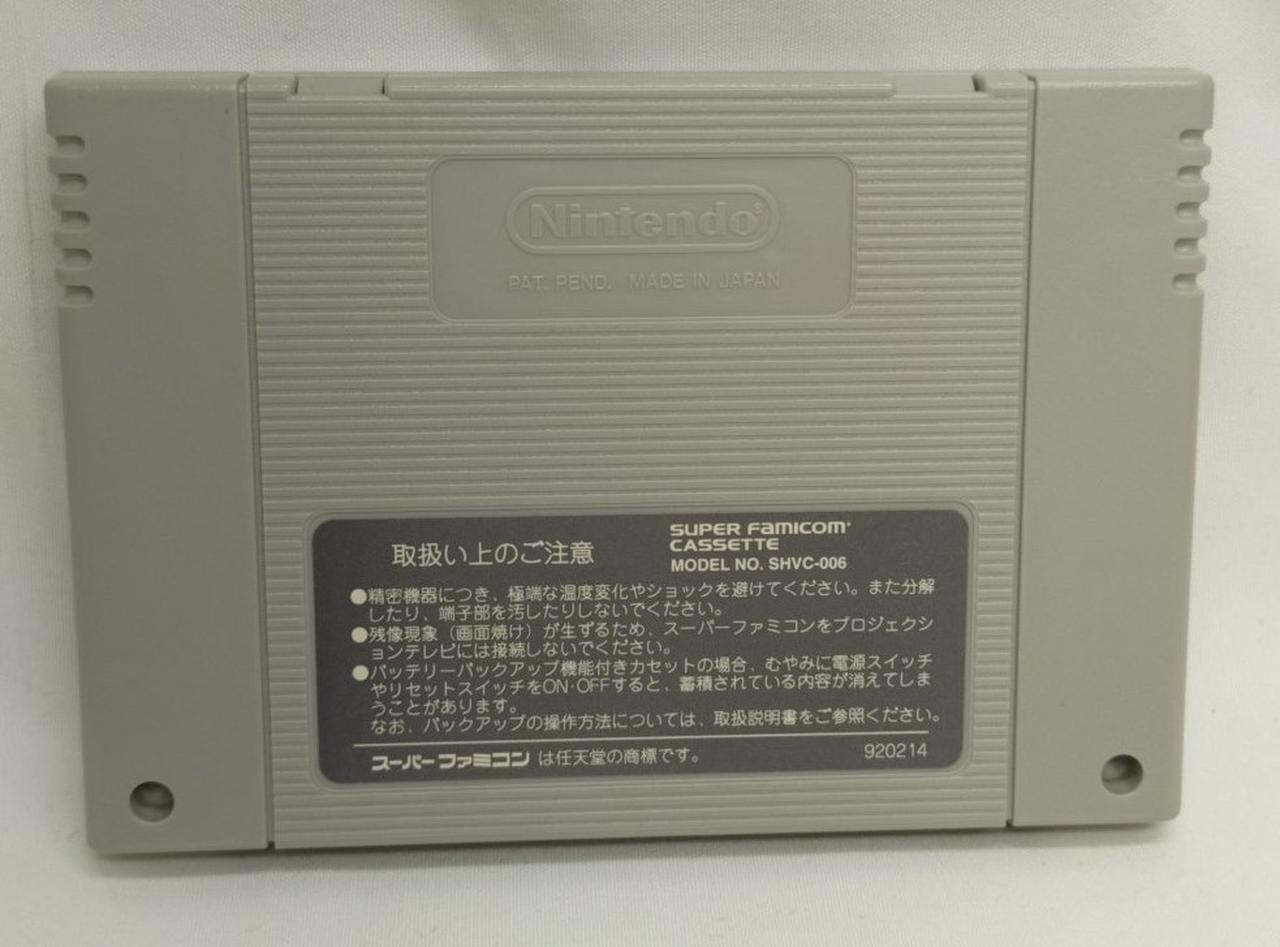 Nintendo®
PAT. PEND. MADE IN JAPAN
取扱い上のご注意
SUPER FAMICOM®
CASSETTE
MODEL NO. SHVC-006
●精密機器につき、極端な温度変化やショックを避けてください。また分解
したり、端子部を汚したりしないでください。
●残像現象（画面焼け）が生ずるため、スーパーファミコンをプロジェクシ
ョンテレビには接続しないでください。
●バッテリーバックアップ機能付きカセットの場合、むやみに電源スイッチ
やリセットスイッチをON·OFFすると、蓄積されている内容が消えてしま
うことがあります。
なお、バックアップの操作方法については、取扱説明書をご参照ください。
スーパーファミコン は任天堂の商標です。
920214